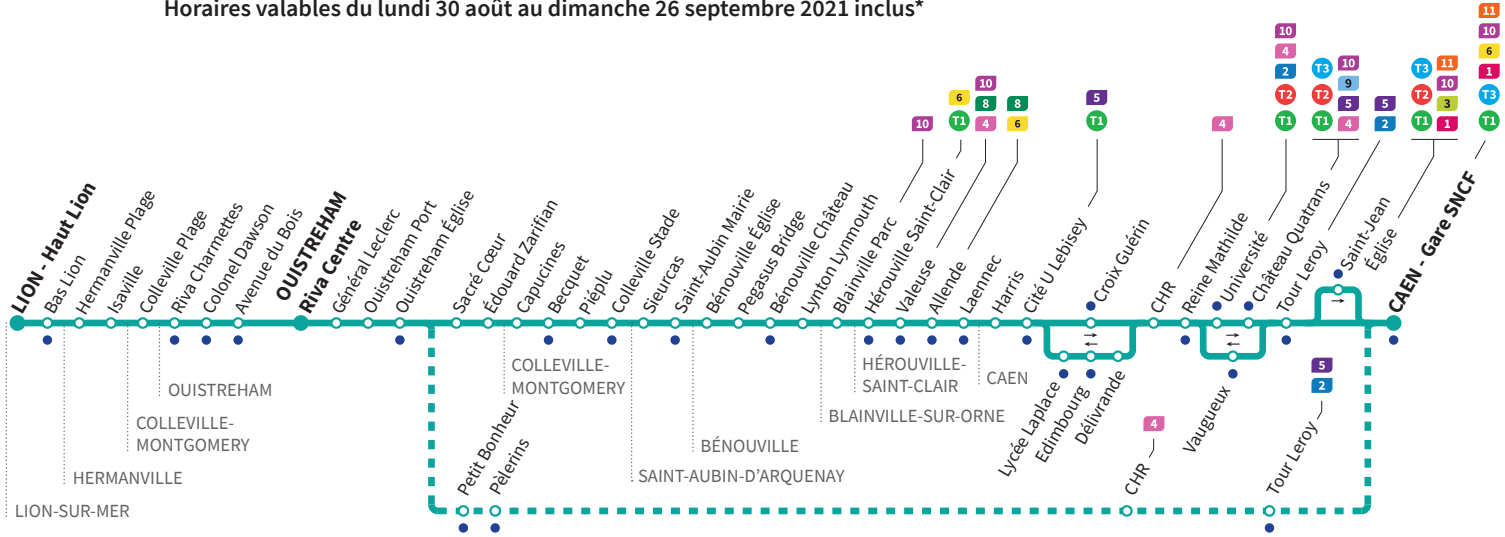 Horaires valables du lundi 30 août au dimanche 26 septembre 2021 inclus*
LION - Haut Lion
Bas Lion
Hermanville Plage
Isaville
Colleville Plage
Riva Charmettes
Colonel Dawson
Avenue du Bois
OUISTREHAM
Riva Centre
Général Leclerc
Ouistreham Port
Ouistreham Église
Sacré Cœur
Édouard Zarifian
Capucines
Becquet
Piéplu
Colleville Stade
Sieurcas
Saint-Aubin Mairie
Bénouville Église
Pegasus Bridge
Bénouville Château
Lynton Lynmouth
Blainville Parc
10
Hérouville Saint-Clair
6
T1
Valeuse
10
8
4
Allende
8
6
Laennec
Harris
Cité U Lebisey
5
T1
Croix Guérin
CHR
4
Reine Mathilde
Université
10
4
2
T2
T1
Château Quatrans
T3
T2
T1
10
9
5
4
Tour Leroy
5
2
Saint-Jean
Église
T3
T2
T1
11
10
3
1
CAEN - Gare SNCF
11
10
6
1
T3
T1
Lycée Laplace
Edimbourg
Délivrande
Vaugueux
Petit Bonheur
Pèlerins
CHR
4
Tour Leroy
5
2
LION-SUR-MER
HERMANVILLE
COLLEVILLE-
MONTGOMERY
OUISTREHAM
COLLEVILLE-
MONTGOMERY
SAINT-AUBIN-D'ARQUENAY
BÉNOUVILLE
BLAINVILLE-SUR-ORNE
HÉROUVILLE-
SAINT-CLAIR
CAEN